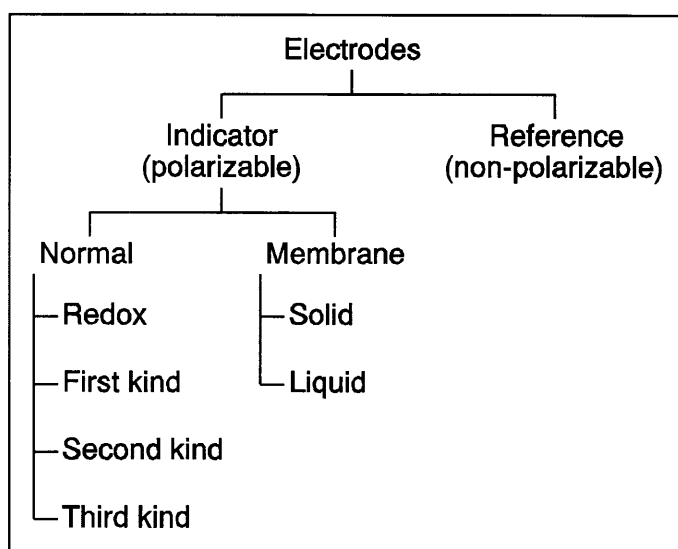 Electrodes
Indicator
(polarizable)
Reference
(non-polarizable)
Normal
Membrane
Redox
First kind
Second kind
Third kind
Solid
Liquid